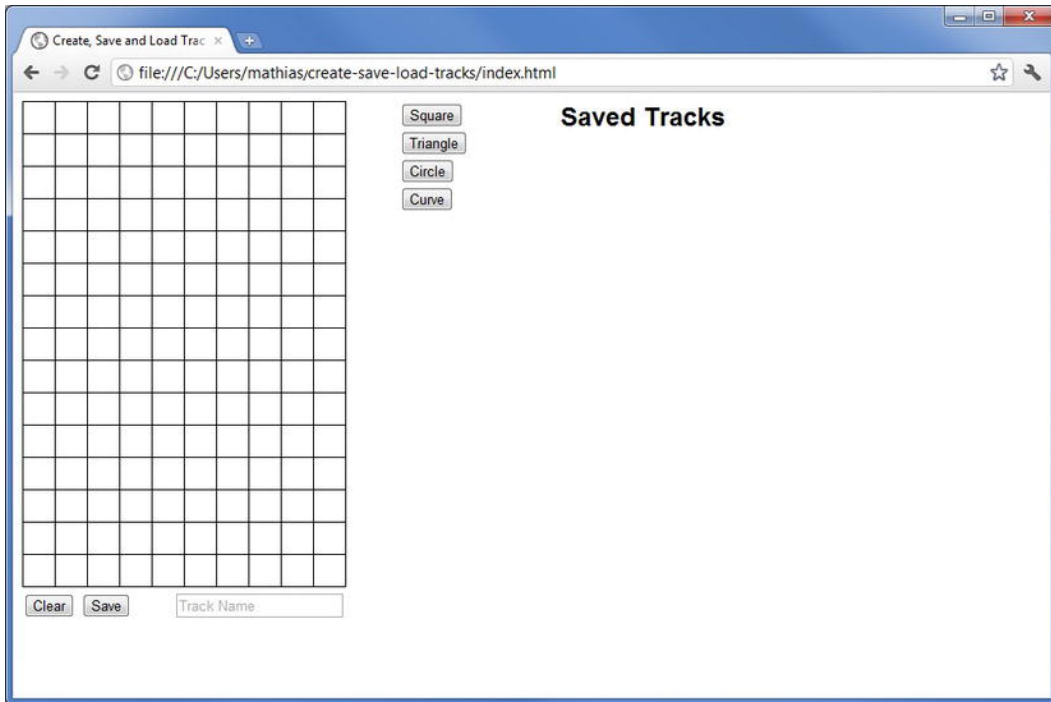 Create, Save and Load Trac
file:///C:/Users/mathias/create-save-load-tracks/index.html
Square
Triangle
Circle
Curve
Saved Tracks
Clear
Save
Track Name